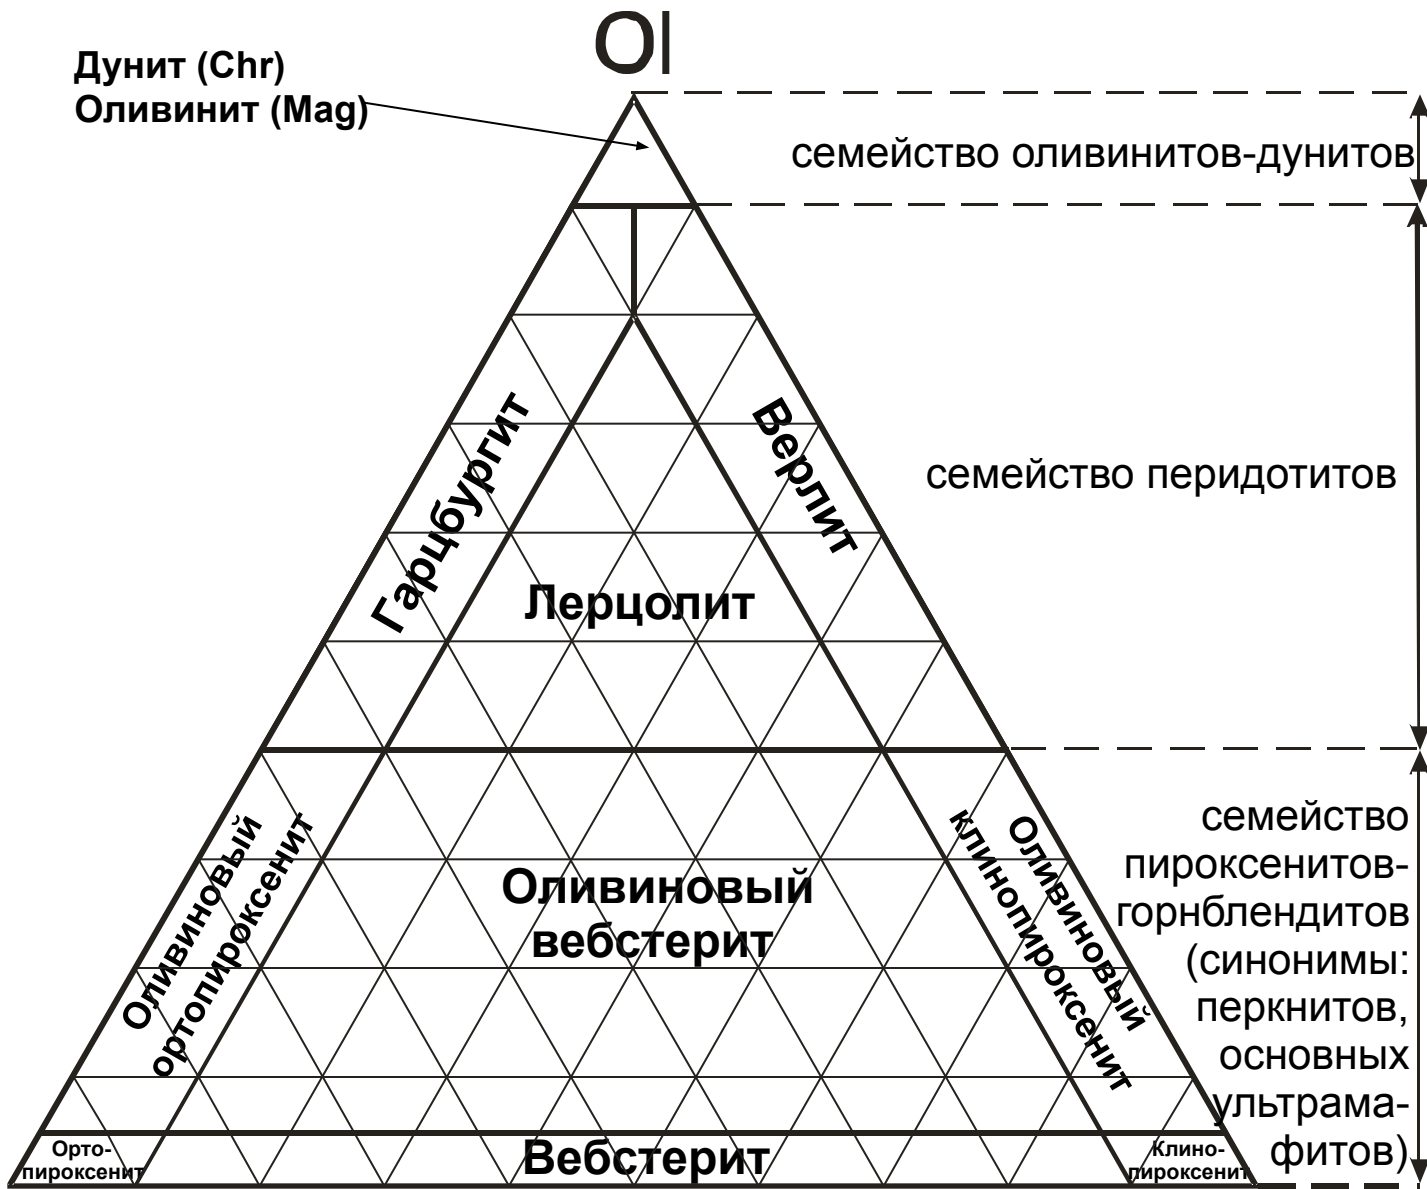 Ol
Дунит (Chr)
Оливинит (Mag)
семейство оливинитов-дунитов
Гарцбургит
Верлит
семейство перидотитов
Лерцолит
Оливиновый
ортопироксенит
Оливиновый
вебстерит
Оливиновый
клинопироксенит
семейство
пироксенитов-
горнблендитов
(синонимы:
перкнитов,
основных
ультрама-
фитов)
Орто-
пироксенит
Вебстерит
Клино-
пироксенит